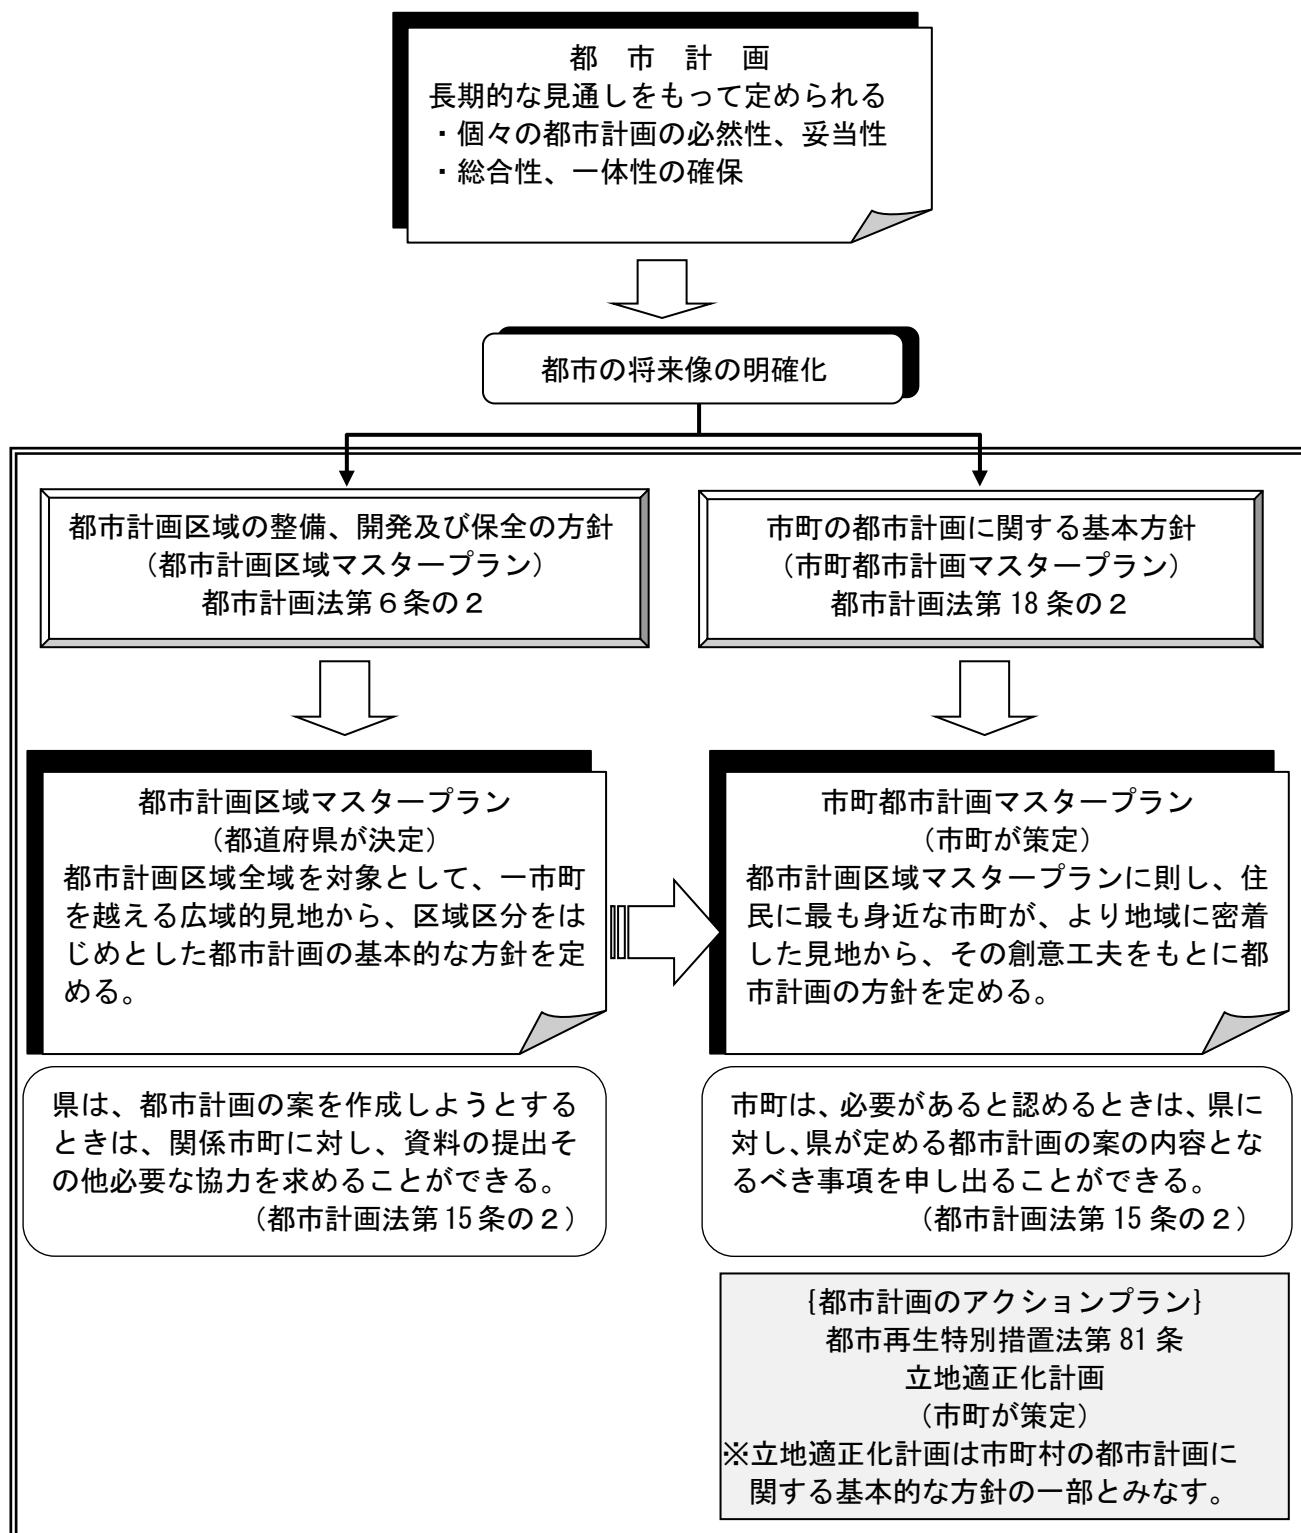 都　市　計　画
長期的な見通しをもって定められる
・個々の都市計画の必然性、妥当性
・総合性、一体性の確保
都市の将来像の明確化
都市計画区域の整備、開発及び保全の方針
（都市計画区域マスタープラン）
都市計画法第６条の２
市町の都市計画に関する基本方針
（市町都市計画マスタープラン）
都市計画法第 18 条の２
都市計画区域マスタープラン
（都道府県が決定）
都市計画区域全域を対象として、一市町
を越える広域的見地から、区域区分をは
じめとした都市計画の基本的な方針を定
める。
市町都市計画マスタープラン
（市町が策定）
都市計画区域マスタープランに則し、住
民に最も身近な市町が、より地域に密着
した見地から、その創意工夫をもとに都
市計画の方針を定める。
県は、都市計画の案を作成しようとする
ときは、関係市町に対し、資料の提出そ
の他必要な協力を求めることができる。
（都市計画法第 15 条の２）
市町は、必要があると認めるときは、県に
対し、県が定める都市計画の案の内容とな
るべき事項を申し出ることができる。
（都市計画法第 15 条の２）
{都市計画のアクションプラン}
都市再生特別措置法第 81 条
立地適正化計画
（市町が策定）
※立地適正化計画は市町村の都市計画に
関する基本的な方針の一部とみなす。